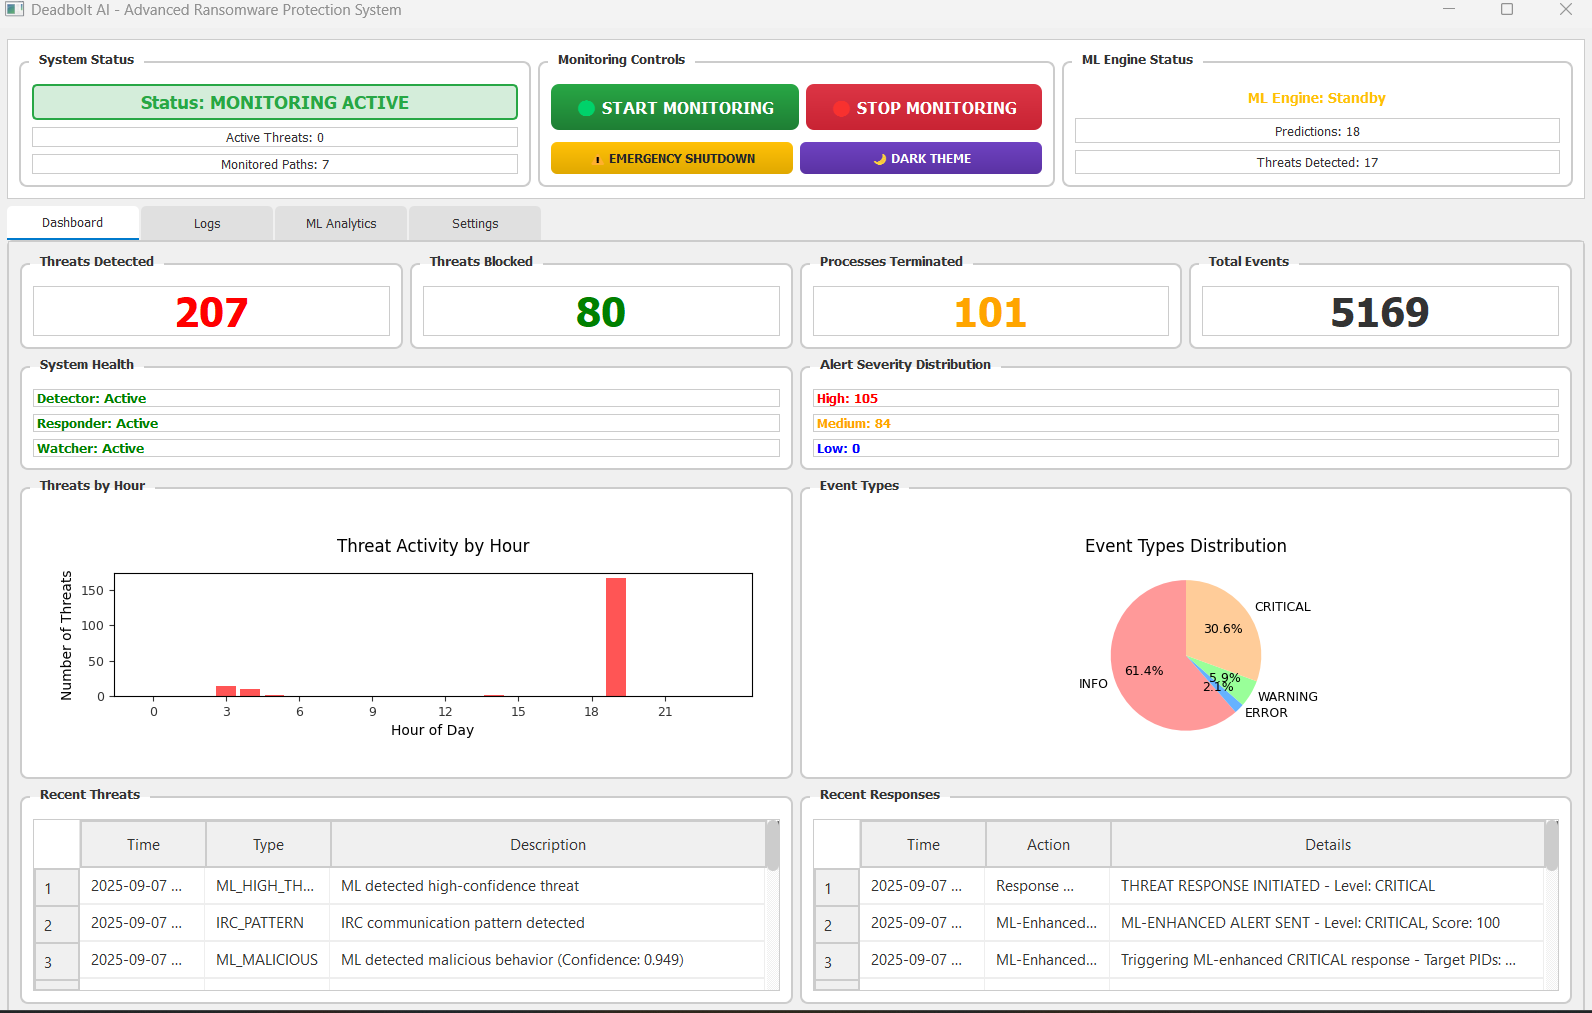 Deadbolt AI - Advanced Ransomware Protection System
System Status
Status: MONITORING ACTIVE
Active Threats: 0
Monitored Paths: 7
Monitoring Controls
START MONITORING
STOP MONITORING
EMERGENCY SHUTDOWN
DARK THEME
ML Engine Status
ML Engine: Standby
Predictions: 18
Threats Detected: 17
Dashboard
Logs
ML Analytics
Settings
Threats Detected
207
Threats Blocked
80
Processes Terminated
101
Total Events
5169
System Health
Detector: Active
Responder: Active
Watcher: Active
Alert Severity Distribution
High: 105
Medium: 84
Low: 0
Threats by Hour
Threat Activity by Hour
Number of Threats
150
100
50
0
0 3 6 9 12 15 18 21
Hour of Day
Event Types
Event Types Distribution
CRITICAL
30.6%
61.4%
INFO
5.9%
2.1%
WARNING
ERROR
Recent Threats
Time Type Description
1 2025-09-07 ... ML_HIGH_TH... ML detected high-confidence threat
2 2025-09-07 ... IRC_PATTERN IRC communication pattern detected
3 2025-09-07 ... ML_MALICIOUS ML detected malicious behavior (Confidence: 0.949)
Recent Responses
Time Action Details
1 2025-09-07 ... Response ... THREAT RESPONSE INITIATED - Level: CRITICAL
2 2025-09-07 ... ML-Enhanced... ML-ENHANCED ALERT SENT - Level: CRITICAL, Score: 100
3 2025-09-07 ... ML-Enhanced... Triggering ML-enhanced CRITICAL response - Target PIDs: ...